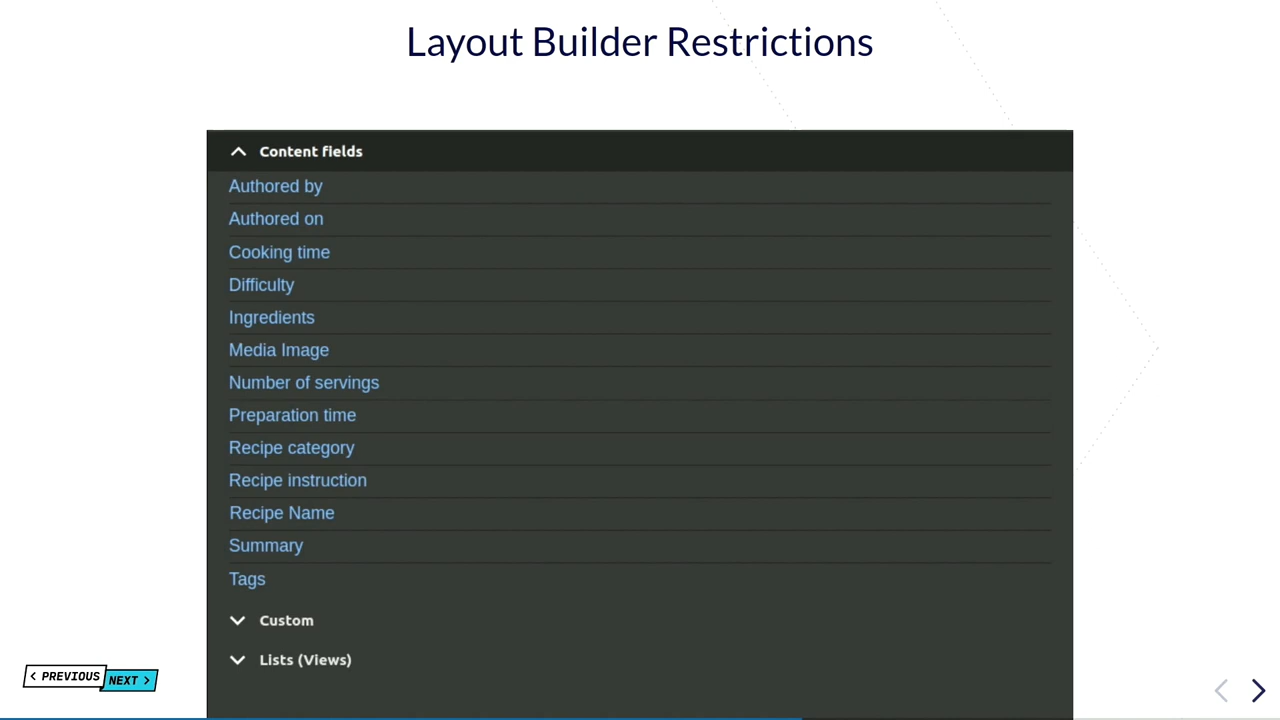 Layout Builder Restrictions
Content fields
Authored by
Authored on
Cooking time
Difficulty
Ingredients
Media Image
Number of servings
Preparation time
Recipe category
Recipe instruction
Recipe Name
Summary
Tags
Custom
Lists (Views)
< PREVIOUS
NEXT >